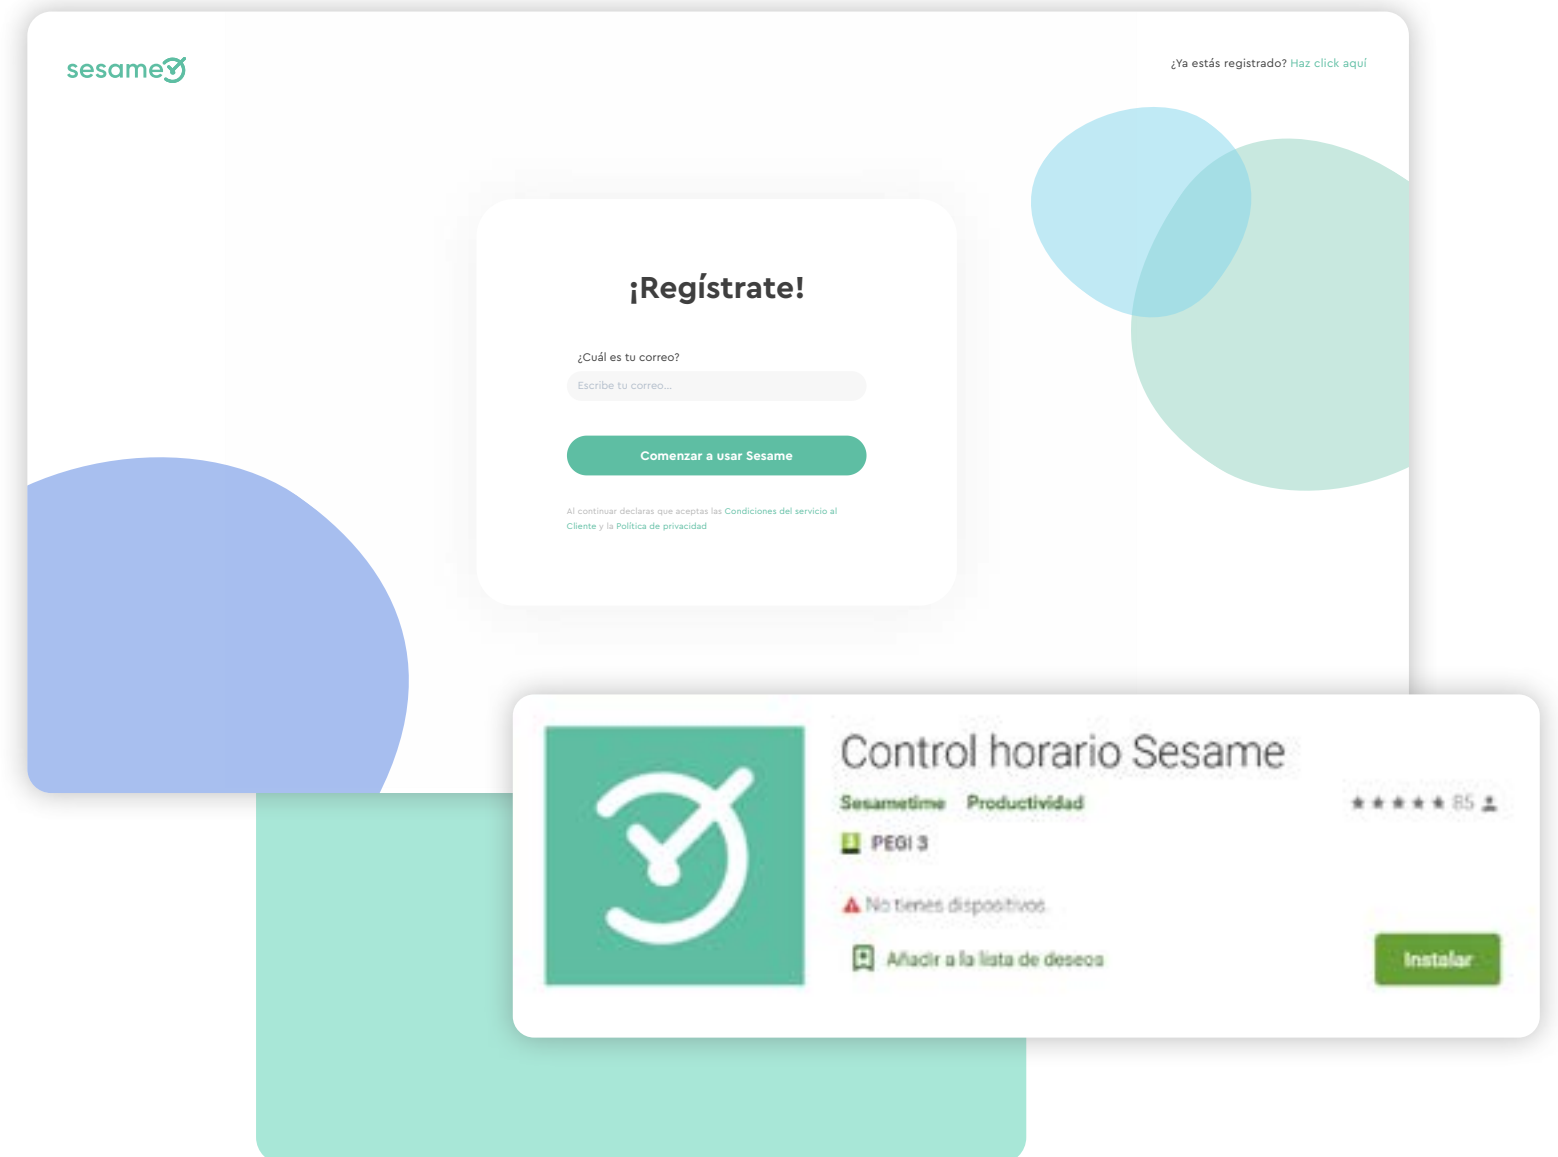 sesame
¿Ya estás registrado? Haz click aquí
¡Regístrate!
¿Cuál es tu correo?
Escribe tu correo...
Comenzar a usar Sesame
Al continuar declaras que aceptas las Condiciones del servicio al
Cliente y la Política de privacidad
Control horario Sesame
Sesametime Productividad
85
PEGI 3
No tienes dispositivos
Añadir a la lista de deseos
Instalar